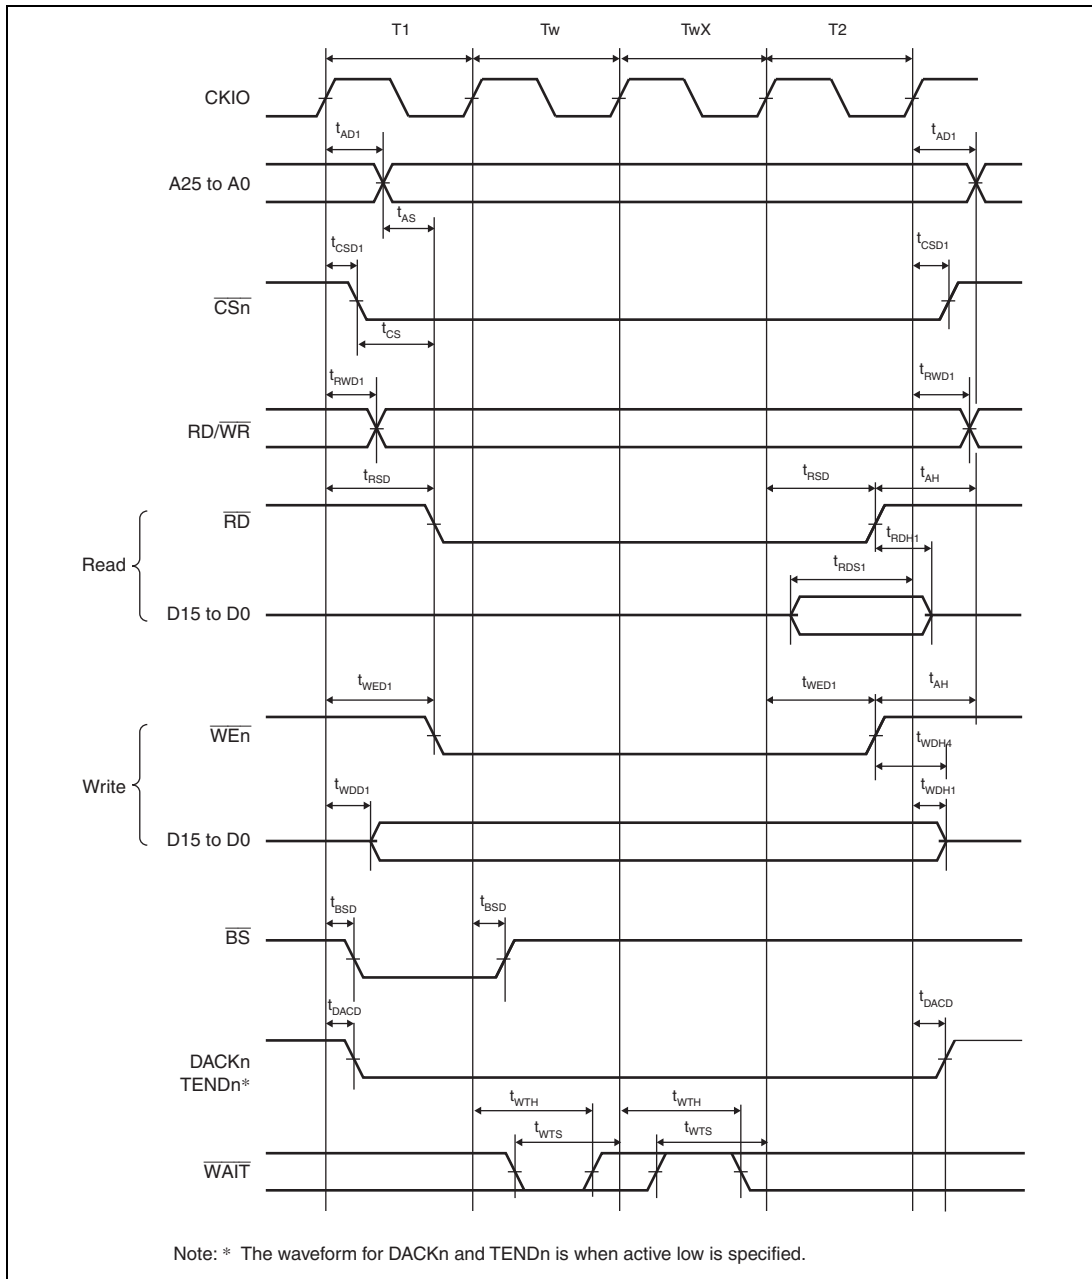 T1 Tw TwX T2
CKIO
tAD1 tAD1
A25 to A0
tAS
tCSD1 tCSD1
CSn
tCS
tRWD1 tRWD1
RD/WR
tRSD tRSD tAH
RD
tRDH1
Read
tRDS1
D15 to D0
tWED1 tWED1 tAH
WEn
tWDH4
Write
tWDD1 tWDH1
D15 to D0
tBSD tBSD
BS
tDACD tDACD
DACKn
TENDn*
tWTH tWTH
tWTS tWTS
WAIT
Note: * The waveform for DACKn and TENDn is when active low is specified.